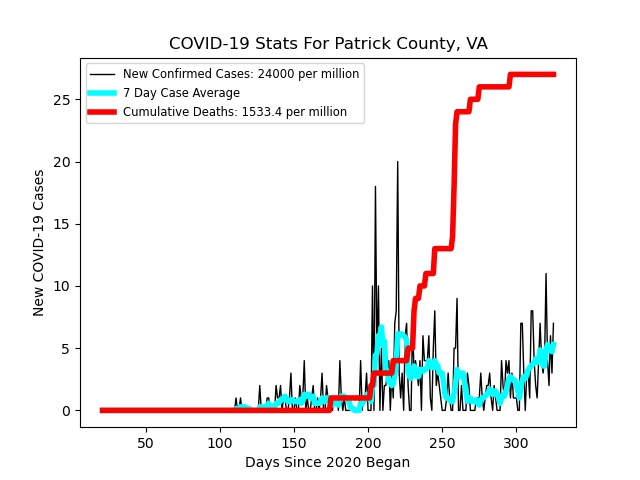 COVID-19 Stats For Patrick County, VA
New Confirmed Cases: 24000 per million
7 Day Case Average
Cumulative Deaths: 1533.4 per million
New COVID-19 Cases
25
20
15
10
5
0
50 100 150 200 250 300
Days Since 2020 Began